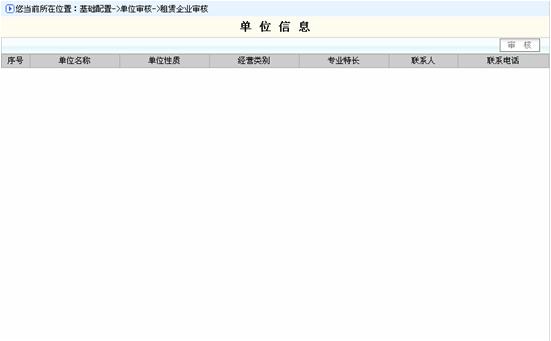 您当前所在位置：基础配置->单位审核->租赁企业审核
单位信息
审核
序号 单位名称 单位性质 经营类别 专业特长 联系人 联系电话